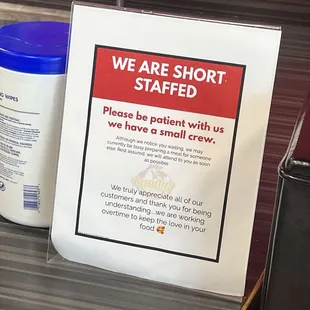 WIPES
WE ARE SHORT
STAFFED
Please be patient with us
we have a small crew.
Although we notice you waiting, we may
currently be busy preparing a meal for someone
else. Rest assured, we will attend to you as soon
as possible.
We truly appreciate all of our
customers and thank you for being
understanding...we are working
overtime to keep the love in your
food 🥰